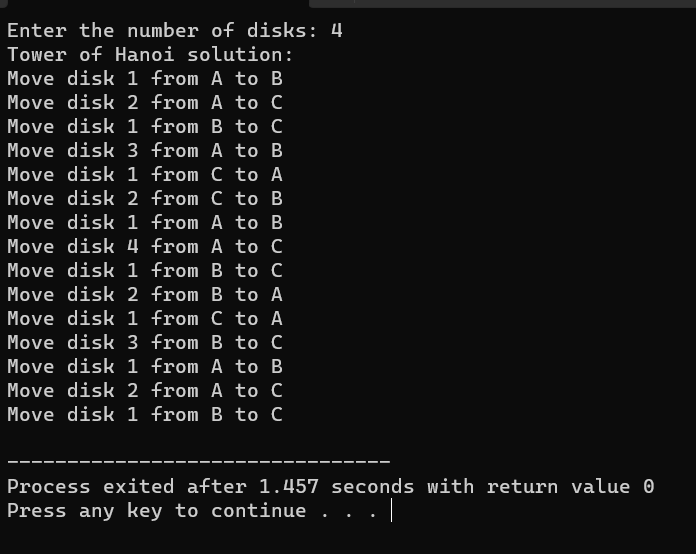 Enter the number of disks: 4
Tower of Hanoi solution:
Move disk 1 from A to B
Move disk 2 from A to C
Move disk 1 from B to C
Move disk 3 from A to B
Move disk 1 from C to A
Move disk 2 from C to B
Move disk 1 from A to B
Move disk 4 from A to C
Move disk 1 from B to C
Move disk 2 from B to A
Move disk 1 from C to A
Move disk 3 from B to C
Move disk 1 from A to B
Move disk 2 from A to C
Move disk 1 from B to C
--------------------------------
Process exited after 1.457 seconds with return value 0
Press any key to continue . . .